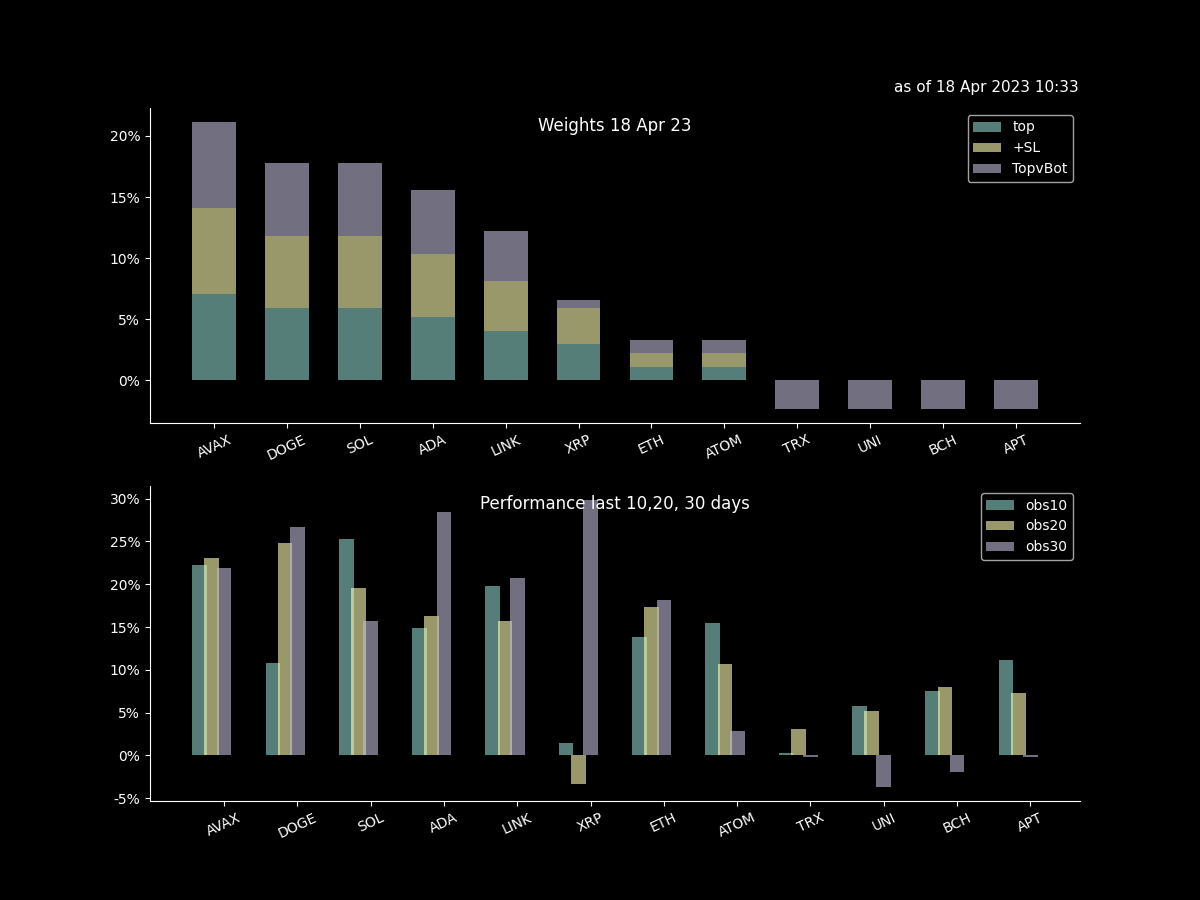 as of 18 Apr 2023 10:33
Weights 18 Apr 23
top
+SL
TopvBot
20%
15%
10%
5%
0%
AVAX DOGE SOL ADA LINK XRP ETH ATOM TRX UNI BCH APT
Performance last 10,20, 30 days
obs10
obs20
obs30
30%
25%
20%
15%
10%
5%
0%
-5%
AVAX DOGE SOL ADA LINK XRP ETH ATOM TRX UNI BCH APT